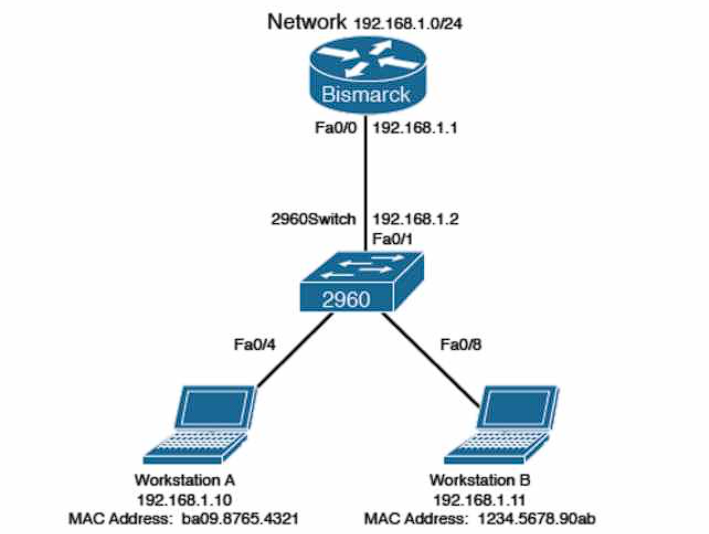 Network 192.168.1.0/24
Bismarck
Fa0/0 192.168.1.1
2960Switch 192.168.1.2
Fa0/1
2960
Fa0/4 Fa0/8
Workstation A
192.168.1.10
MAC Address: ba09.8765.4321
Workstation B
192.168.1.11
MAC Address: 1234.5678.90ab